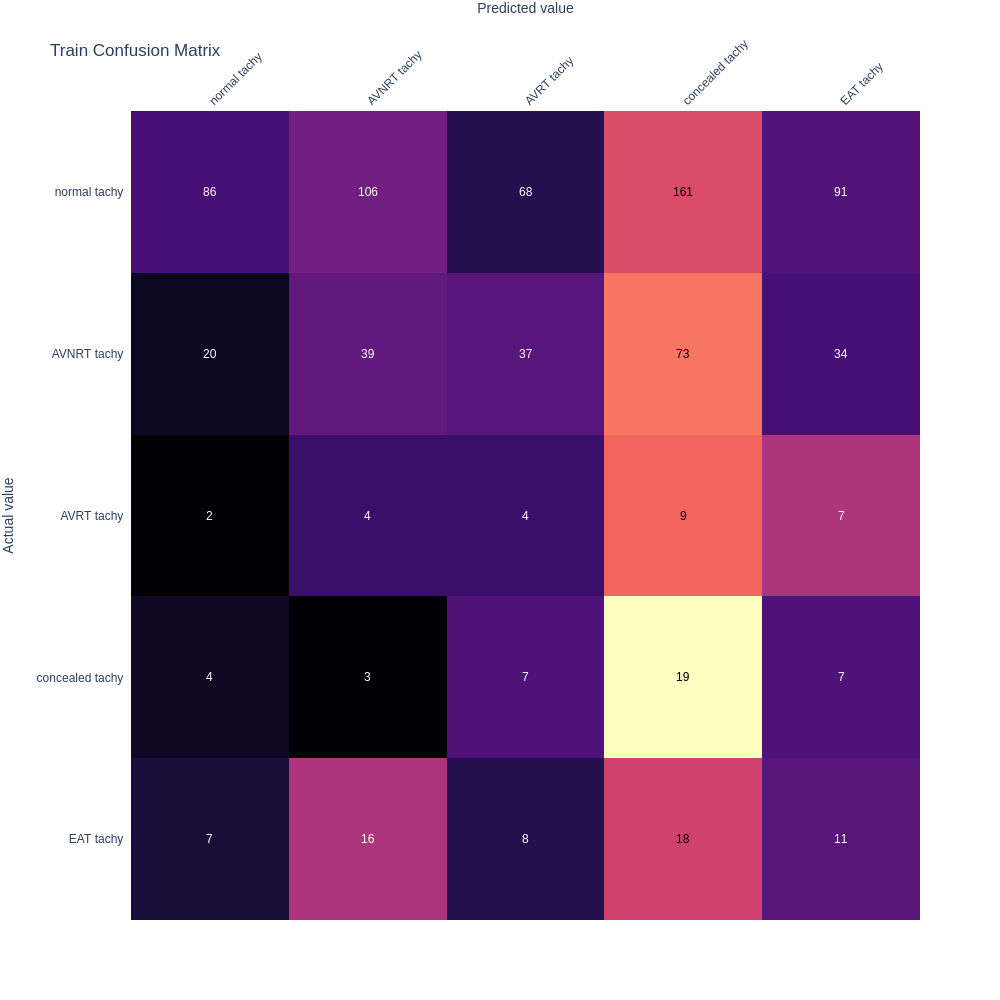 Predicted value
Train Confusion Matrix
normal tachy AVNRT tachy AVRT tachy concealed tachy EAT tachy
normal tachy 86 106 68 161 91
AVNRT tachy 20 39 37 73 34
AVRT tachy 2 4 4 9 7
Actual value
concealed tachy 4 3 7 19 7
EAT tachy 7 16 8 18 11